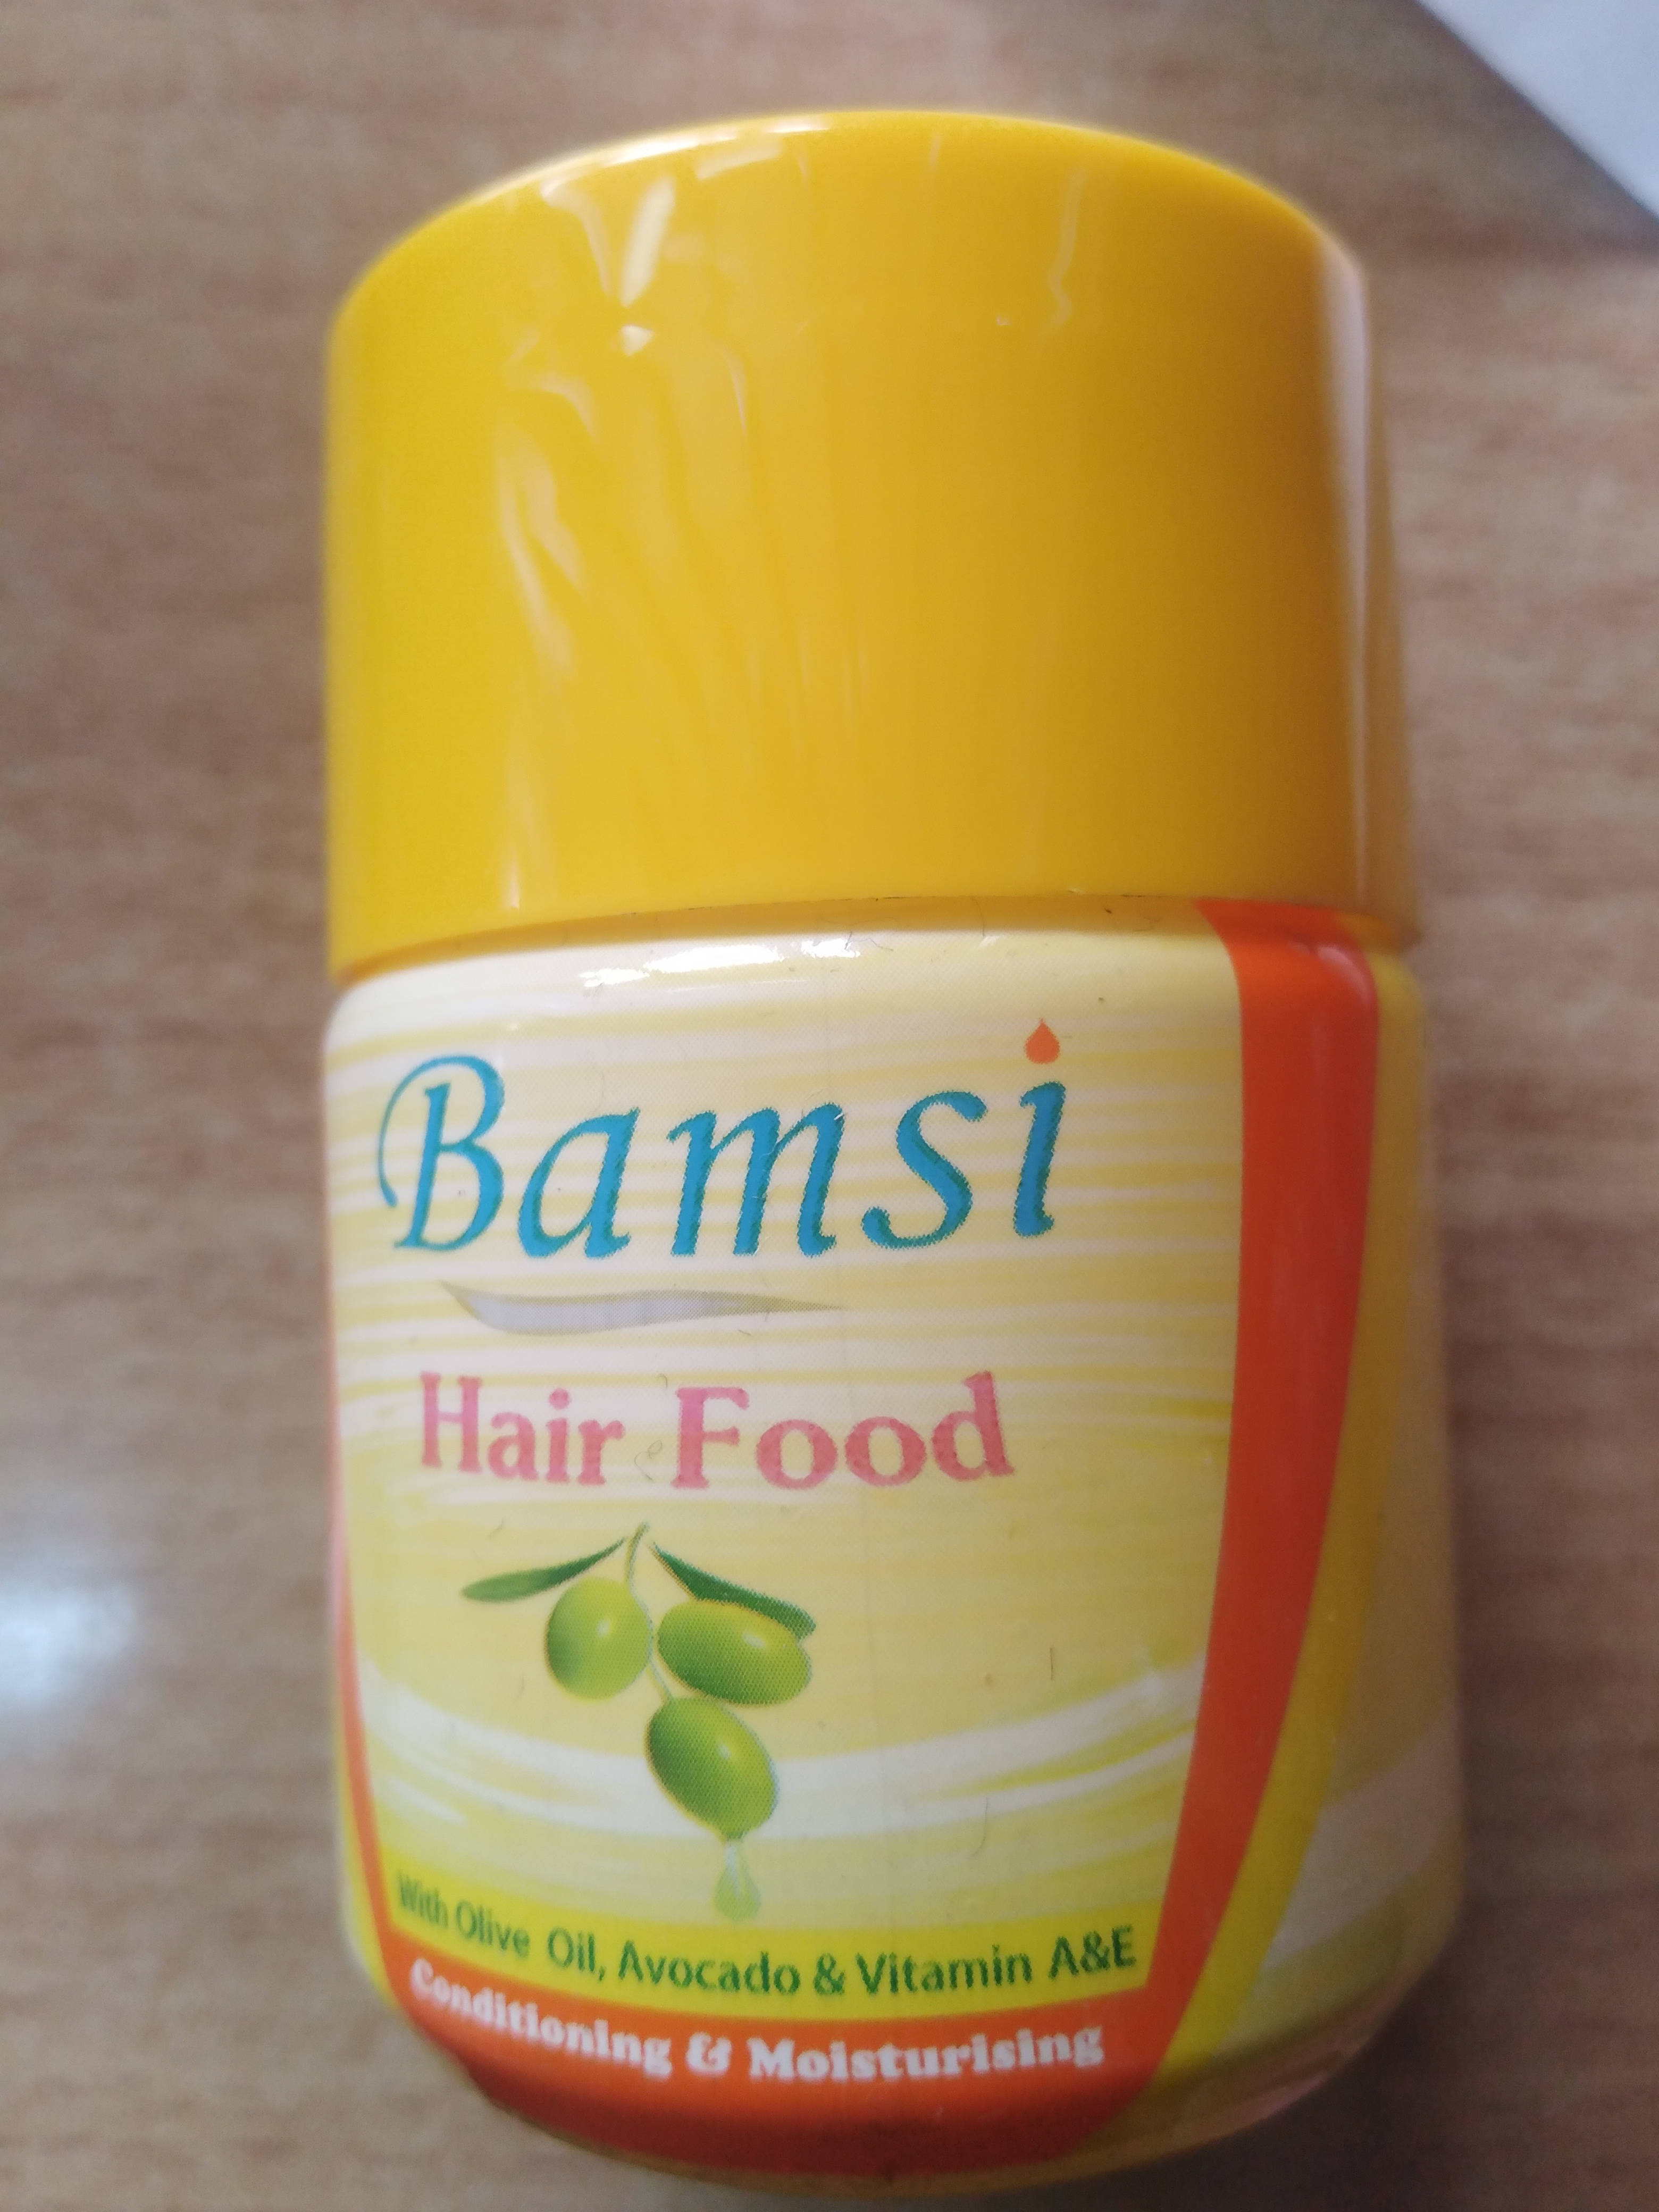 Bamsi
Hair Food
With Olive Oil, Avocado & Vitamin A&E
Conditioning & Moisturising